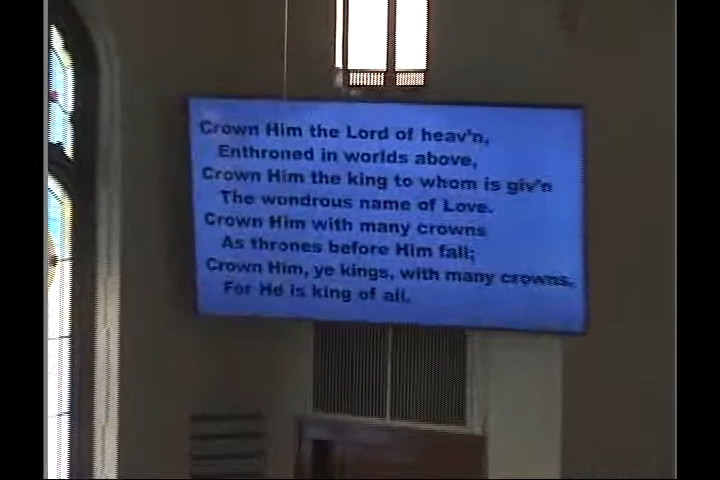 Crown Him the Lord of heav'n,
Enthroned in worlds above,
Crown Him the king to whom is giv'n
The wondrous name of Love.
Crown Him with many crowns
As thrones before Him fall;
Crown Him, ye kings, with many crowns,
For He is king of all.